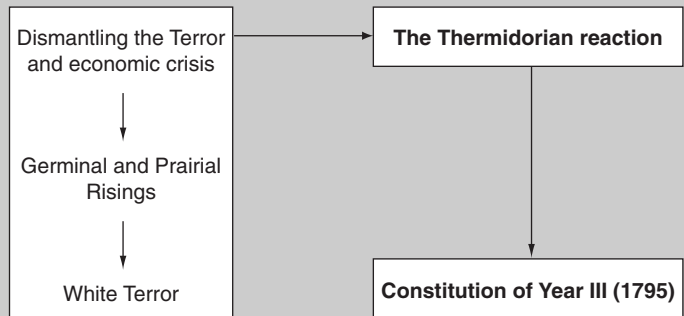 Dismantling the Terror
and economic crisis
The Thermidorian reaction
Germinal and Prairial
Risings
White Terror
Constitution of Year III (1795)